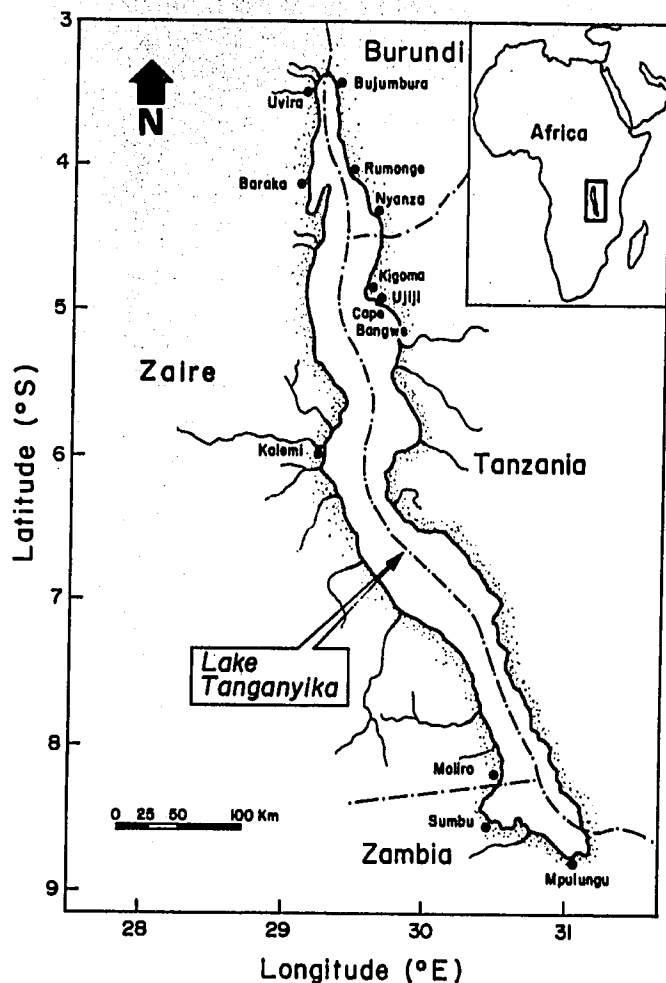 3
Burundi
Africa
N
Uvira
Bujumbura
4
Baraka
Rumonge
Nyanza
Kigoma
Ujiji
5
Cape
Bangwe
Zaire
Latitude (°S)
6
Kalemi
Tanzania
7
Lake
Tanganyika
8
Moliro
0 25 50 100 Km
Sumbu
Zambia
Mpulungu
9
28
29
30
31
Longitude (°E)